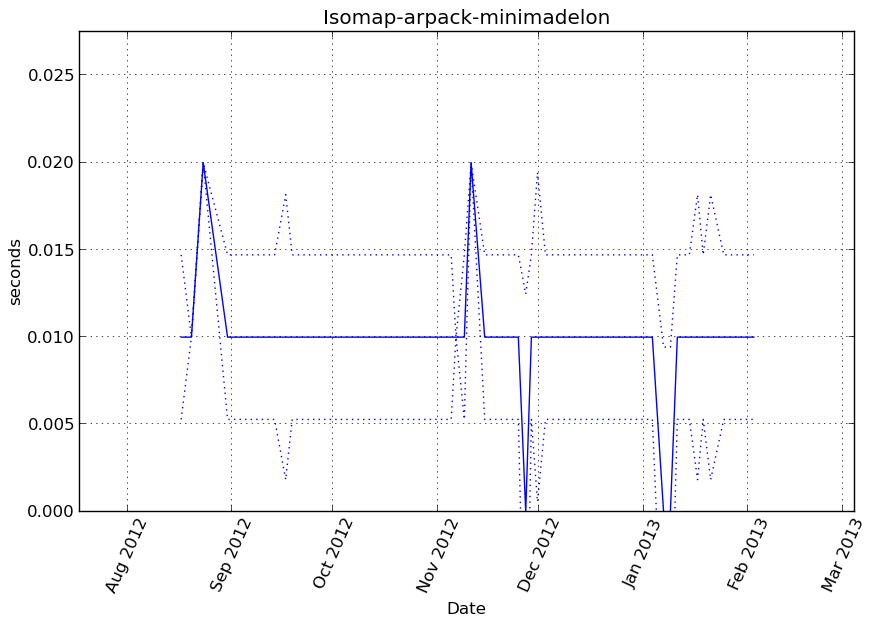 Isomap-arpack-minimadelon
0.025
0.020
0.015
0.010
0.005
0.000
seconds
Aug 2012
Sep 2012
Oct 2012
Nov 2012
Dec 2012
Jan 2013
Feb 2013
Mar 2013
Date